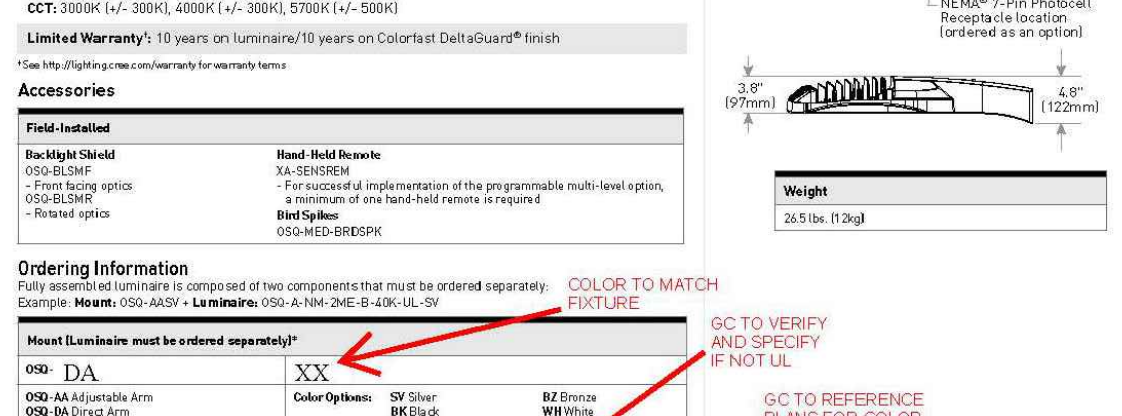 CCT: 3000K (+/- 300K), 4000K (+/- 300K), 5700K (+/- 500K)
Limited Warranty†: 10 years on luminaire/10 years on Colorfast DeltaGuard® finish
†See http://lighting.cree.com/warranty for warranty terms
Accessories
Field-Installed
Backlight Shield
OSQ-BLSMF
- Front facing optics
OSQ-BLSMR
- Rotated optics
Hand-Held Remote
XA-SENSREM
- For successful implementation of the programmable multi-level option,
a minimum of one hand-held remote is required
Bird Spikes
OSQ-MED-BRDSPK
NEMA® 7-Pin Photocell
Receptacle location
(ordered as an option)
3.8"
(97mm)
4.8"
(122mm)
Weight
26.5 lbs. (12kg)
Ordering Information
Fully assembled luminaire is composed of two components that must be ordered separately:
Example: Mount: OSQ-AASV + Luminaire: OSQ-A-NM-2ME-B-40K-UL-SV
COLOR TO MATCH
FIXTURE
GC TO VERIFY
AND SPECIFY
IF NOT UL
Mount (Luminaire must be ordered separately)*
OSQ- DA
XX
OSQ-AA Adjustable Arm
OSQ-DA Direct Arm
Color Options: SV Silver BZ Bronze
BK Black WH White
GC TO REFERENCE
PLANS FOR COLOR